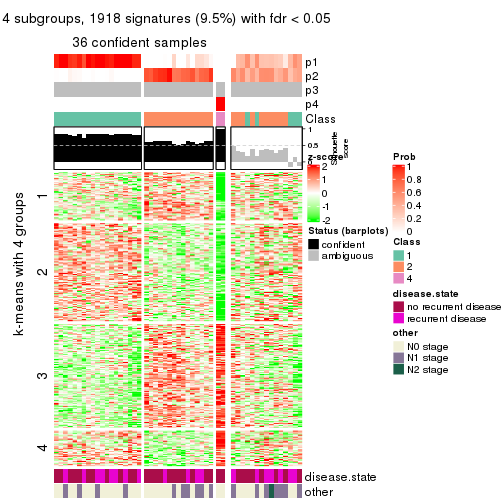 4 subgroups, 1918 signatures (9.5%) with fdr < 0.05
36 confident samples
p1
p2
p3
p4
Class
1
0.5
0
Silhouette
score
z-score
2
1
0
-1
-2
Status (barplots)
confident
ambiguous
Prob
1
0.8
0.6
0.4
0.2
0
Class
1
2
4
disease.state
no recurrent disease
recurrent disease
other
N0 stage
N1 stage
N2 stage
k-means with 4 groups
1
2
3
4
disease.state
other